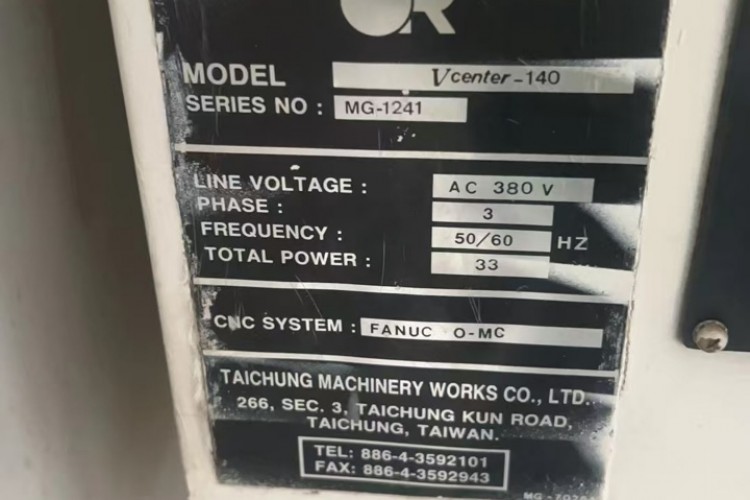 MODEL Vcenter-140
SERIES NO : MG-1241
LINE VOLTAGE : AC 380 V
PHASE : 3
FREQUENCY : 50/60 HZ
TOTAL POWER : 33
CNC SYSTEM : FANUC O-MC
TAICHUNG MACHINERY WORKS CO., LTD.
266, SEC. 3, TAICHUNG KUN ROAD,
TAICHUNG, TAIWAN.
TEL: 886-4-3592101
FAX: 886-4-3592943